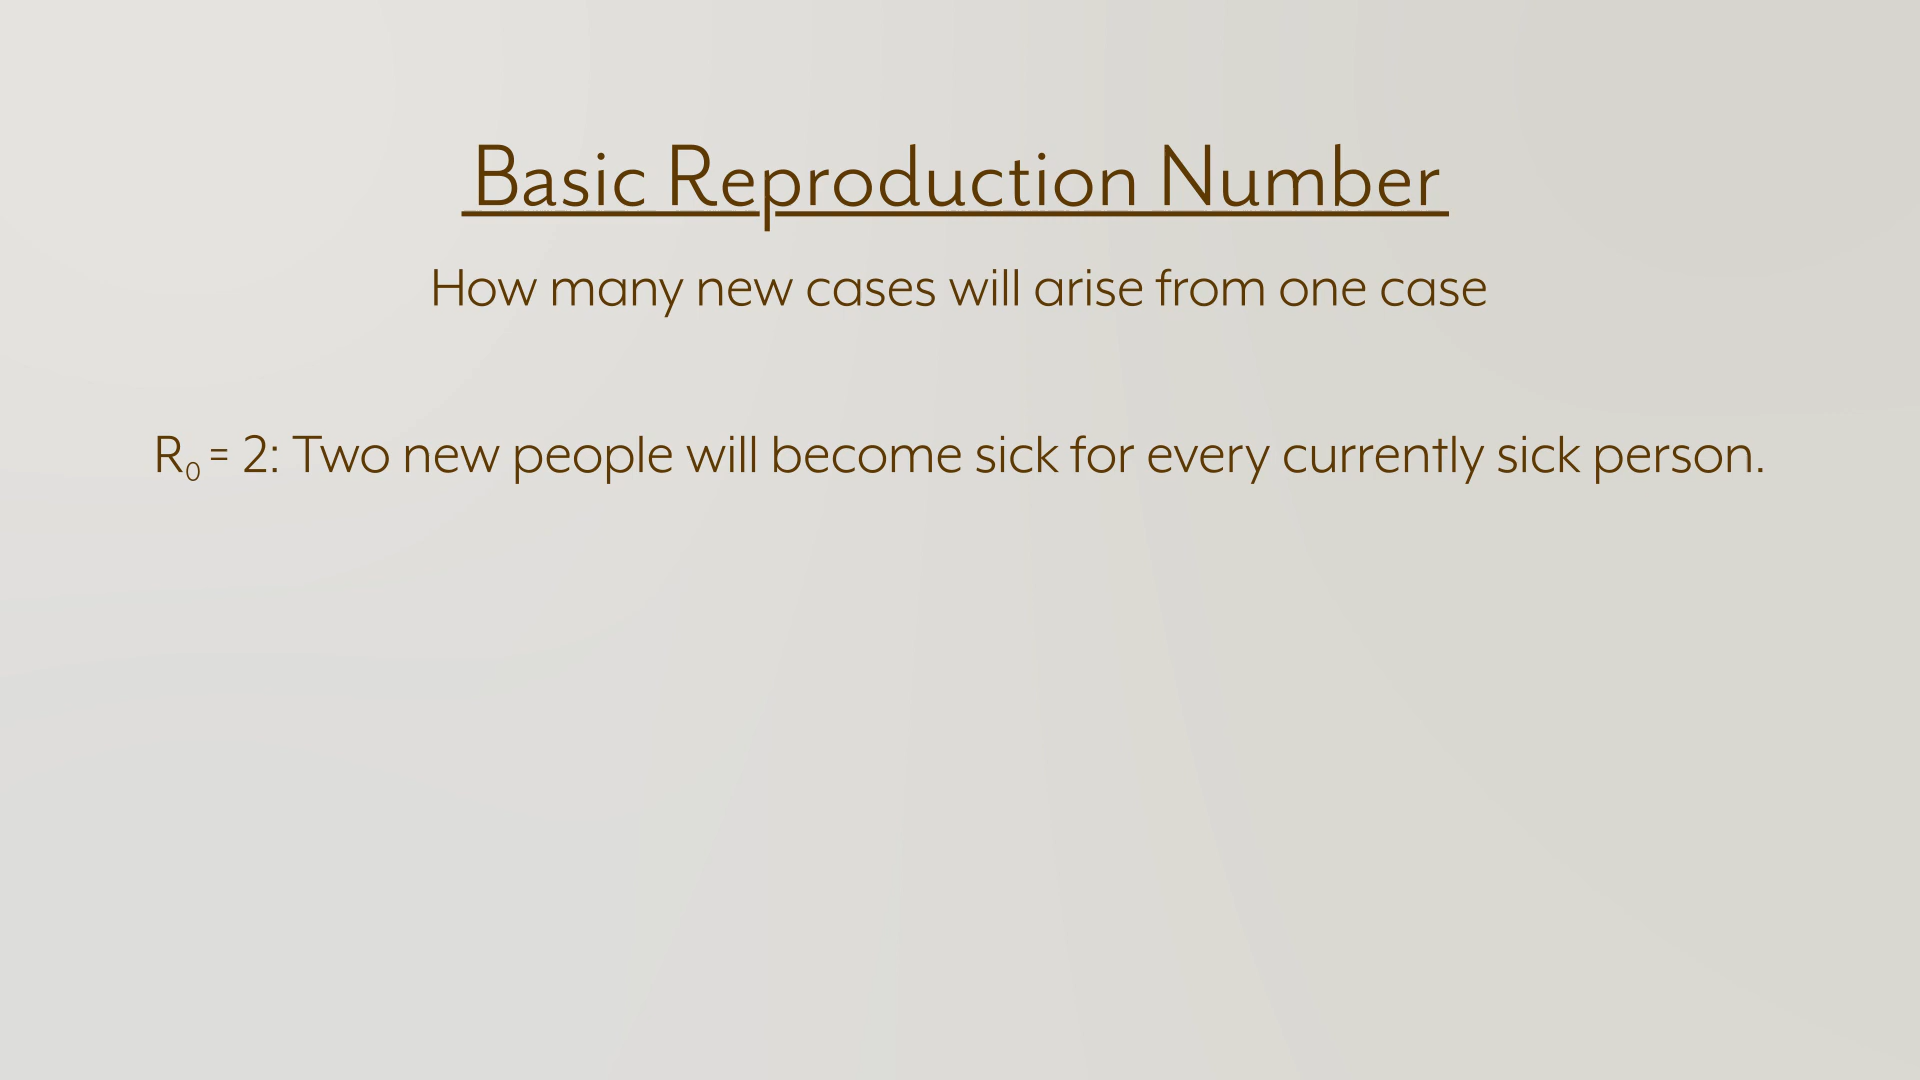 Basic Reproduction Number
How many new cases will arise from one case
R₀ = 2: Two new people will become sick for every currently sick person.